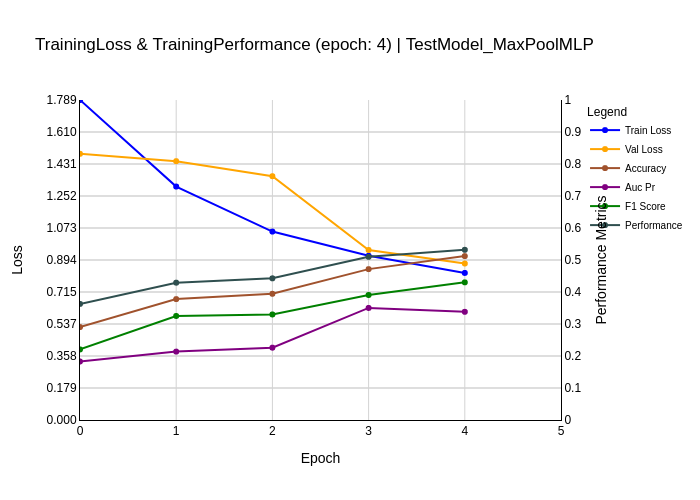 TrainingLoss & TrainingPerformance (epoch: 4) | TestModel_MaxPoolMLP
1.789
1.610
1.431
1.252
1.073
0.894
0.715
0.537
0.358
0.179
0.000
Loss
0 1 2 3 4 5
Epoch
1
0.9
0.8
0.7
0.6
0.5
0.4
0.3
0.2
0.1
0
Performance Metrics
Legend
Train Loss
Val Loss
Accuracy
Auc Pr
F1 Score
Performance